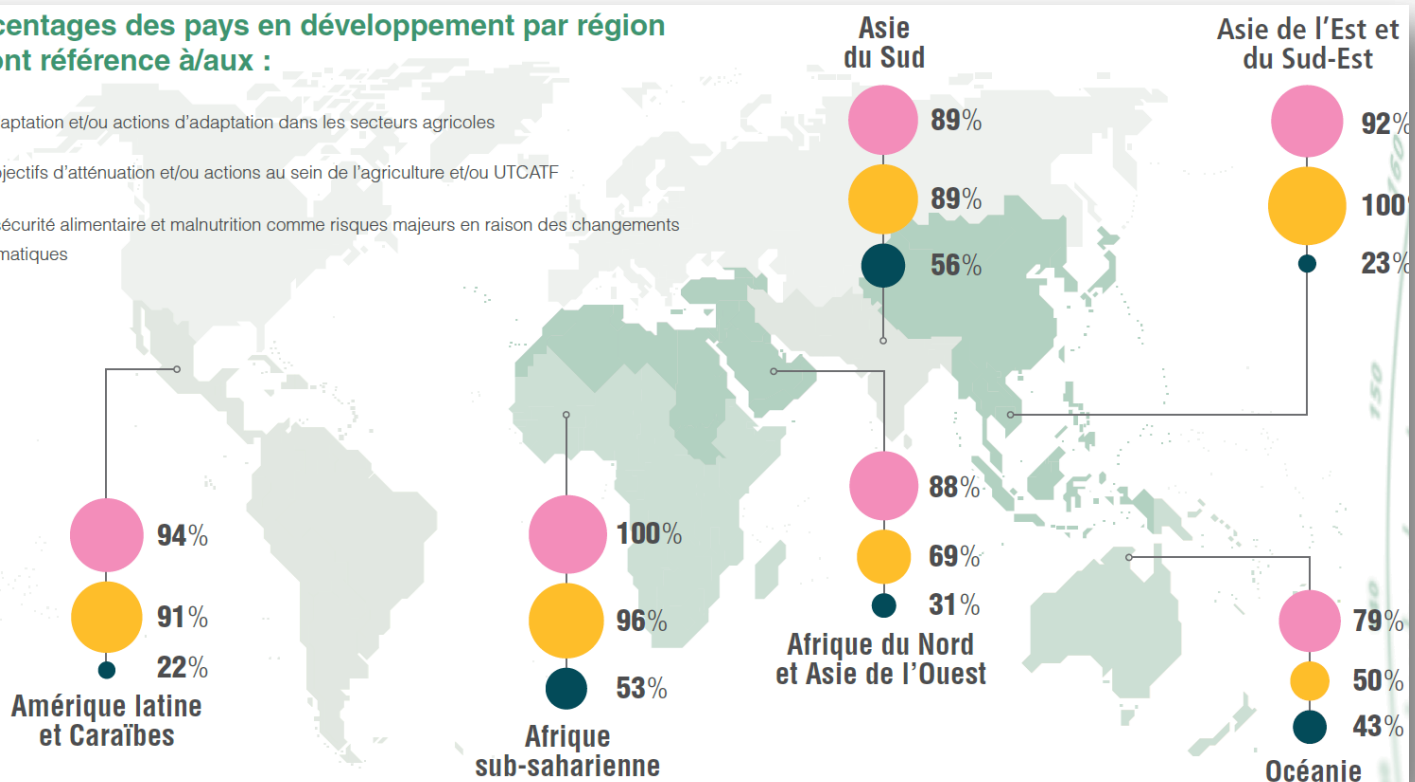 centages des pays en développement par région
ont référence à/aux :
aptation et/ou actions d'adaptation dans les secteurs agricoles
jectifs d'atténuation et/ou actions au sein de l'agriculture et/ou UTCATF
sécurité alimentaire et malnutrition comme risques majeurs en raison des changements
matiques
Asie
du Sud
89%
89%
56%
Asie de l'Est et
du Sud-Est
92%
100%
23%
94%
91%
22%
Amérique latine
et Caraïbes
100%
96%
53%
Afrique
sub-saharienne
88%
69%
31%
Afrique du Nord
et Asie de l'Ouest
79%
50%
43%
Océanie
160
150